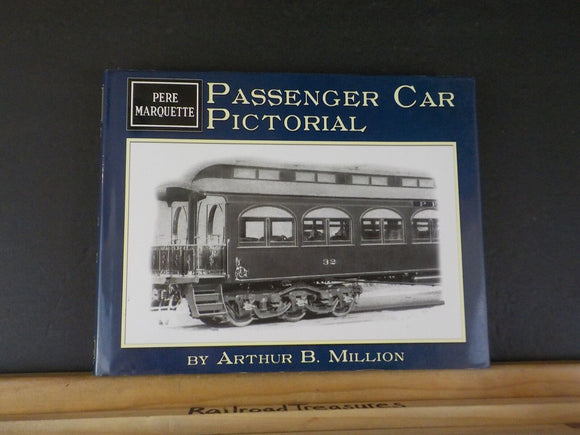 PERE
MARQUETTE
PASSENGER CAR
PICTORIAL
32
BY ARTHUR B. MILLION
Railroad Treasures